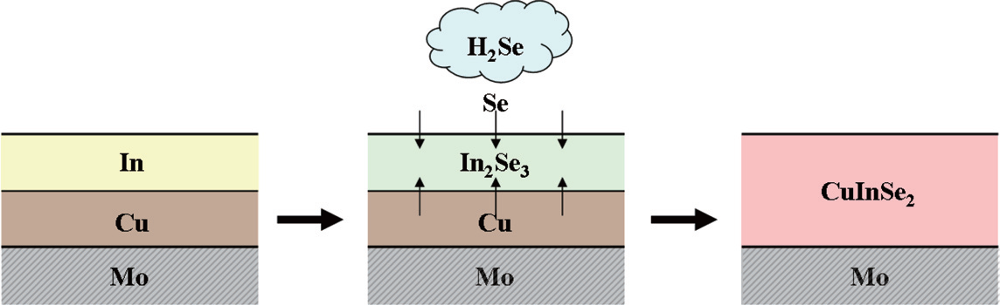 In
Cu
Mo
H₂Se
Se
In₂Se₃
Cu
Mo
CuInSe₂
Mo